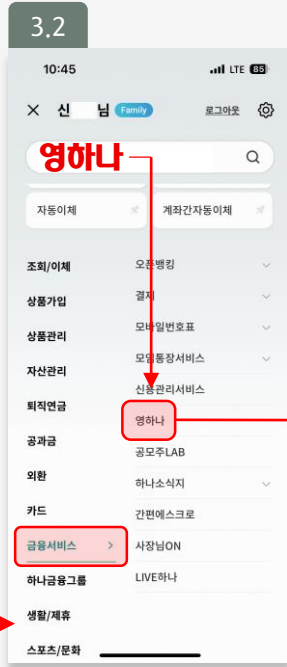 3.2
10:45
LTE 85
신 님 Family 로그아웃
영하나
자동이체 계좌간자동이체
조회/이체
상품가입
상품관리
자산관리
퇴직연금
공과금
외환
카드
금융서비스
하나금융그룹
생활/제휴
스포츠/문화
오픈뱅킹
결제
모바일번호표
모임통장서비스
신용관리서비스
영하나
공모주LAB
하나소식지
간편에스크로
사장님ON
LIVE하나